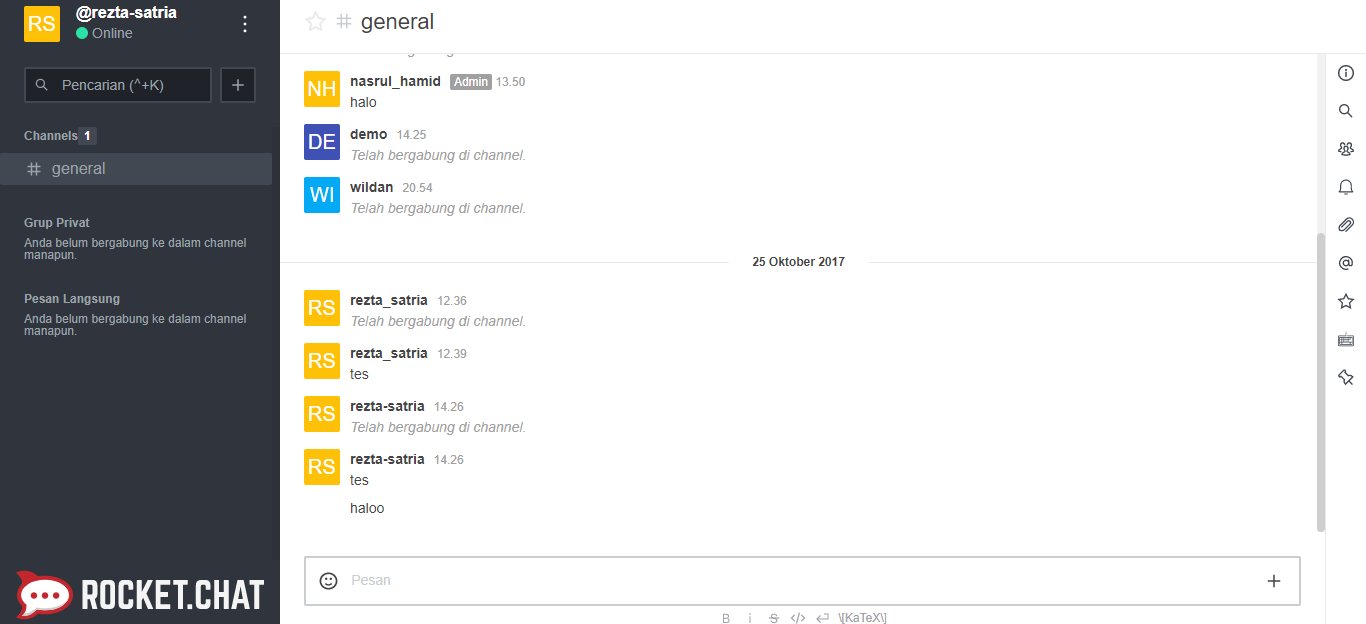 RS
@rezta-satria
Online
Pencarian (^+K)
Channels 1
general
Grup Privat
Anda belum bergabung ke dalam channel
manapun.
Pesan Langsung
Anda belum bergabung ke dalam channel
manapun.
ROCKET.CHAT
# general
NH
nasrul_hamid Admin 13.50
halo
DE
demo 14.25
Telah bergabung di channel.
WI
wildan 20.54
Telah bergabung di channel.
25 Oktober 2017
RS
rezta_satria 12.36
Telah bergabung di channel.
RS
rezta_satria 12.39
tes
RS
rezta-satria 14.26
Telah bergabung di channel.
RS
rezta-satria 14.26
tes
haloo
Pesan
B i S </> \[KaTeX\]